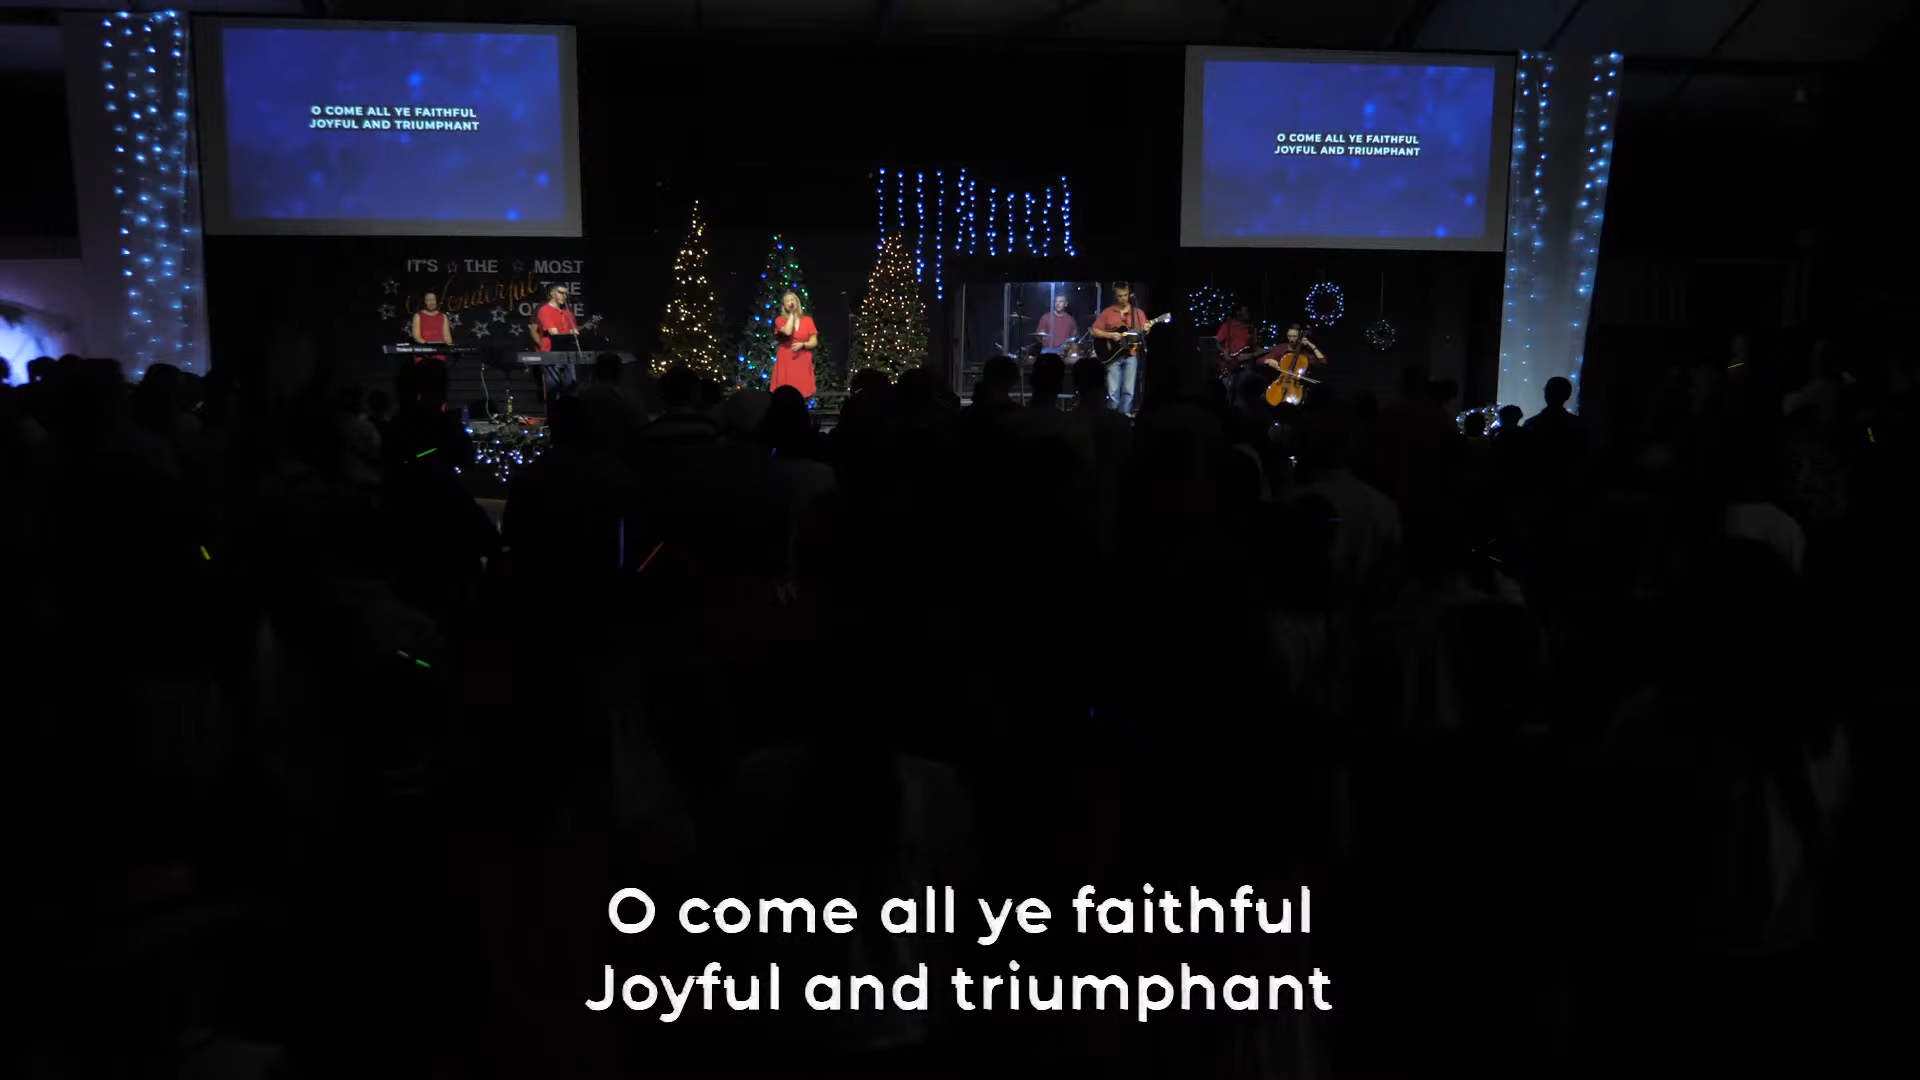 O COME ALL YE FAITHFUL
JOYFUL AND TRIUMPHANT
O COME ALL YE FAITHFUL
JOYFUL AND TRIUMPHANT
IT'S THE MOST
Wonderful
O come all ye faithful
Joyful and triumphant